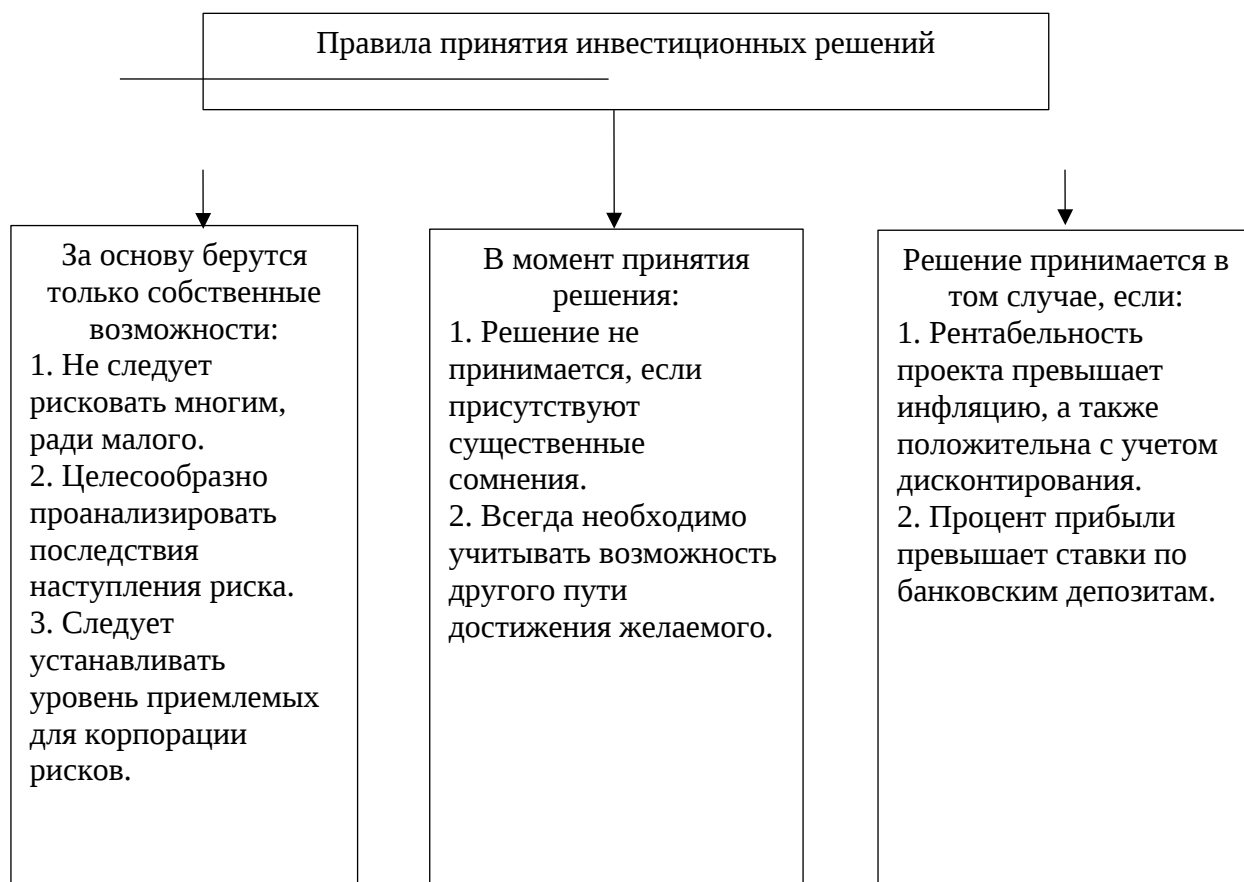 Правила принятия инвестиционных решений
За основу берутся
только собственные
возможности:
1. Не следует
рисковать многим,
ради малого.
2. Целесообразно
проанализировать
последствия
наступления риска.
3. Следует
устанавливать
уровень приемлемых
для корпорации
рисков.
В момент принятия
решения:
1. Решение не
принимается, если
присутствуют
существенные
сомнения.
2. Всегда необходимо
учитывать возможность
другого пути
достижения желаемого.
Решение принимается в
том случае, если:
1. Рентабельность
проекта превышает
инфляцию, а также
положительна с учетом
дисконтирования.
2. Процент прибыли
превышает ставки по
банковским депозитам.